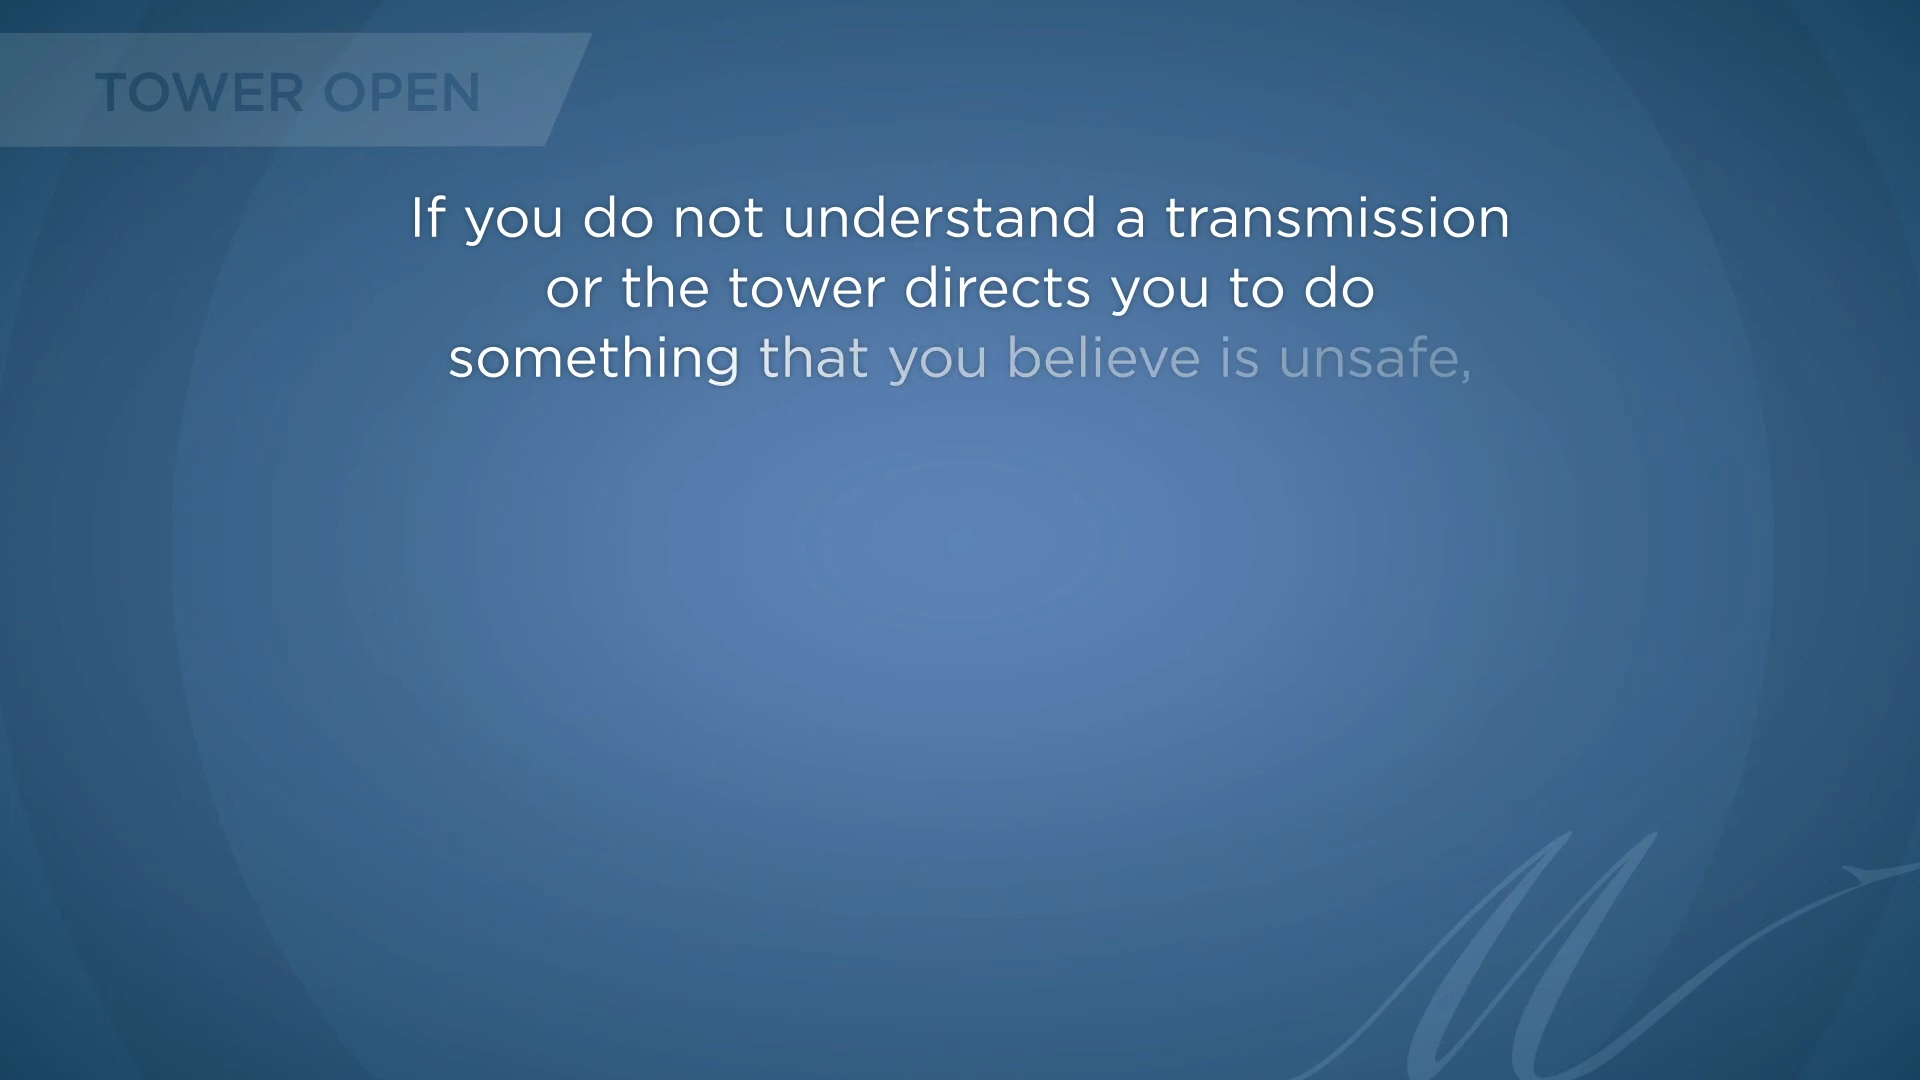 TOWER OPEN
If you do not understand a transmission
or the tower directs you to do
something that you believe is unsafe,